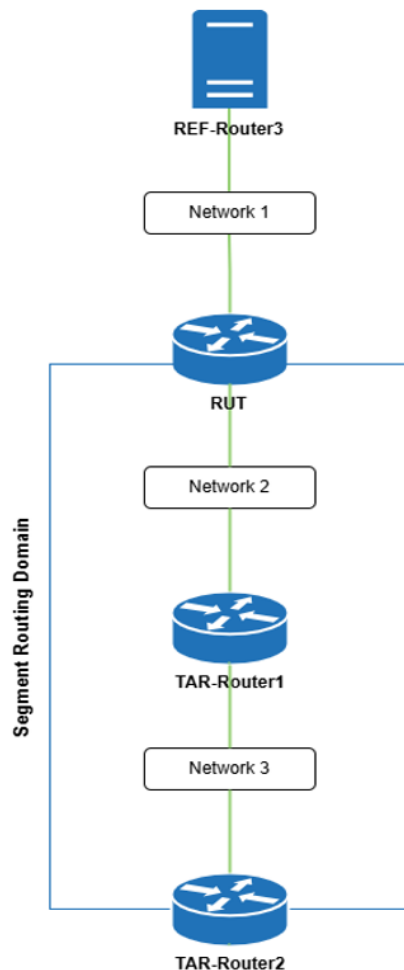 REF-Router3
Network 1
RUT
Network 2
Segment Routing Domain
TAR-Router1
Network 3
TAR-Router2